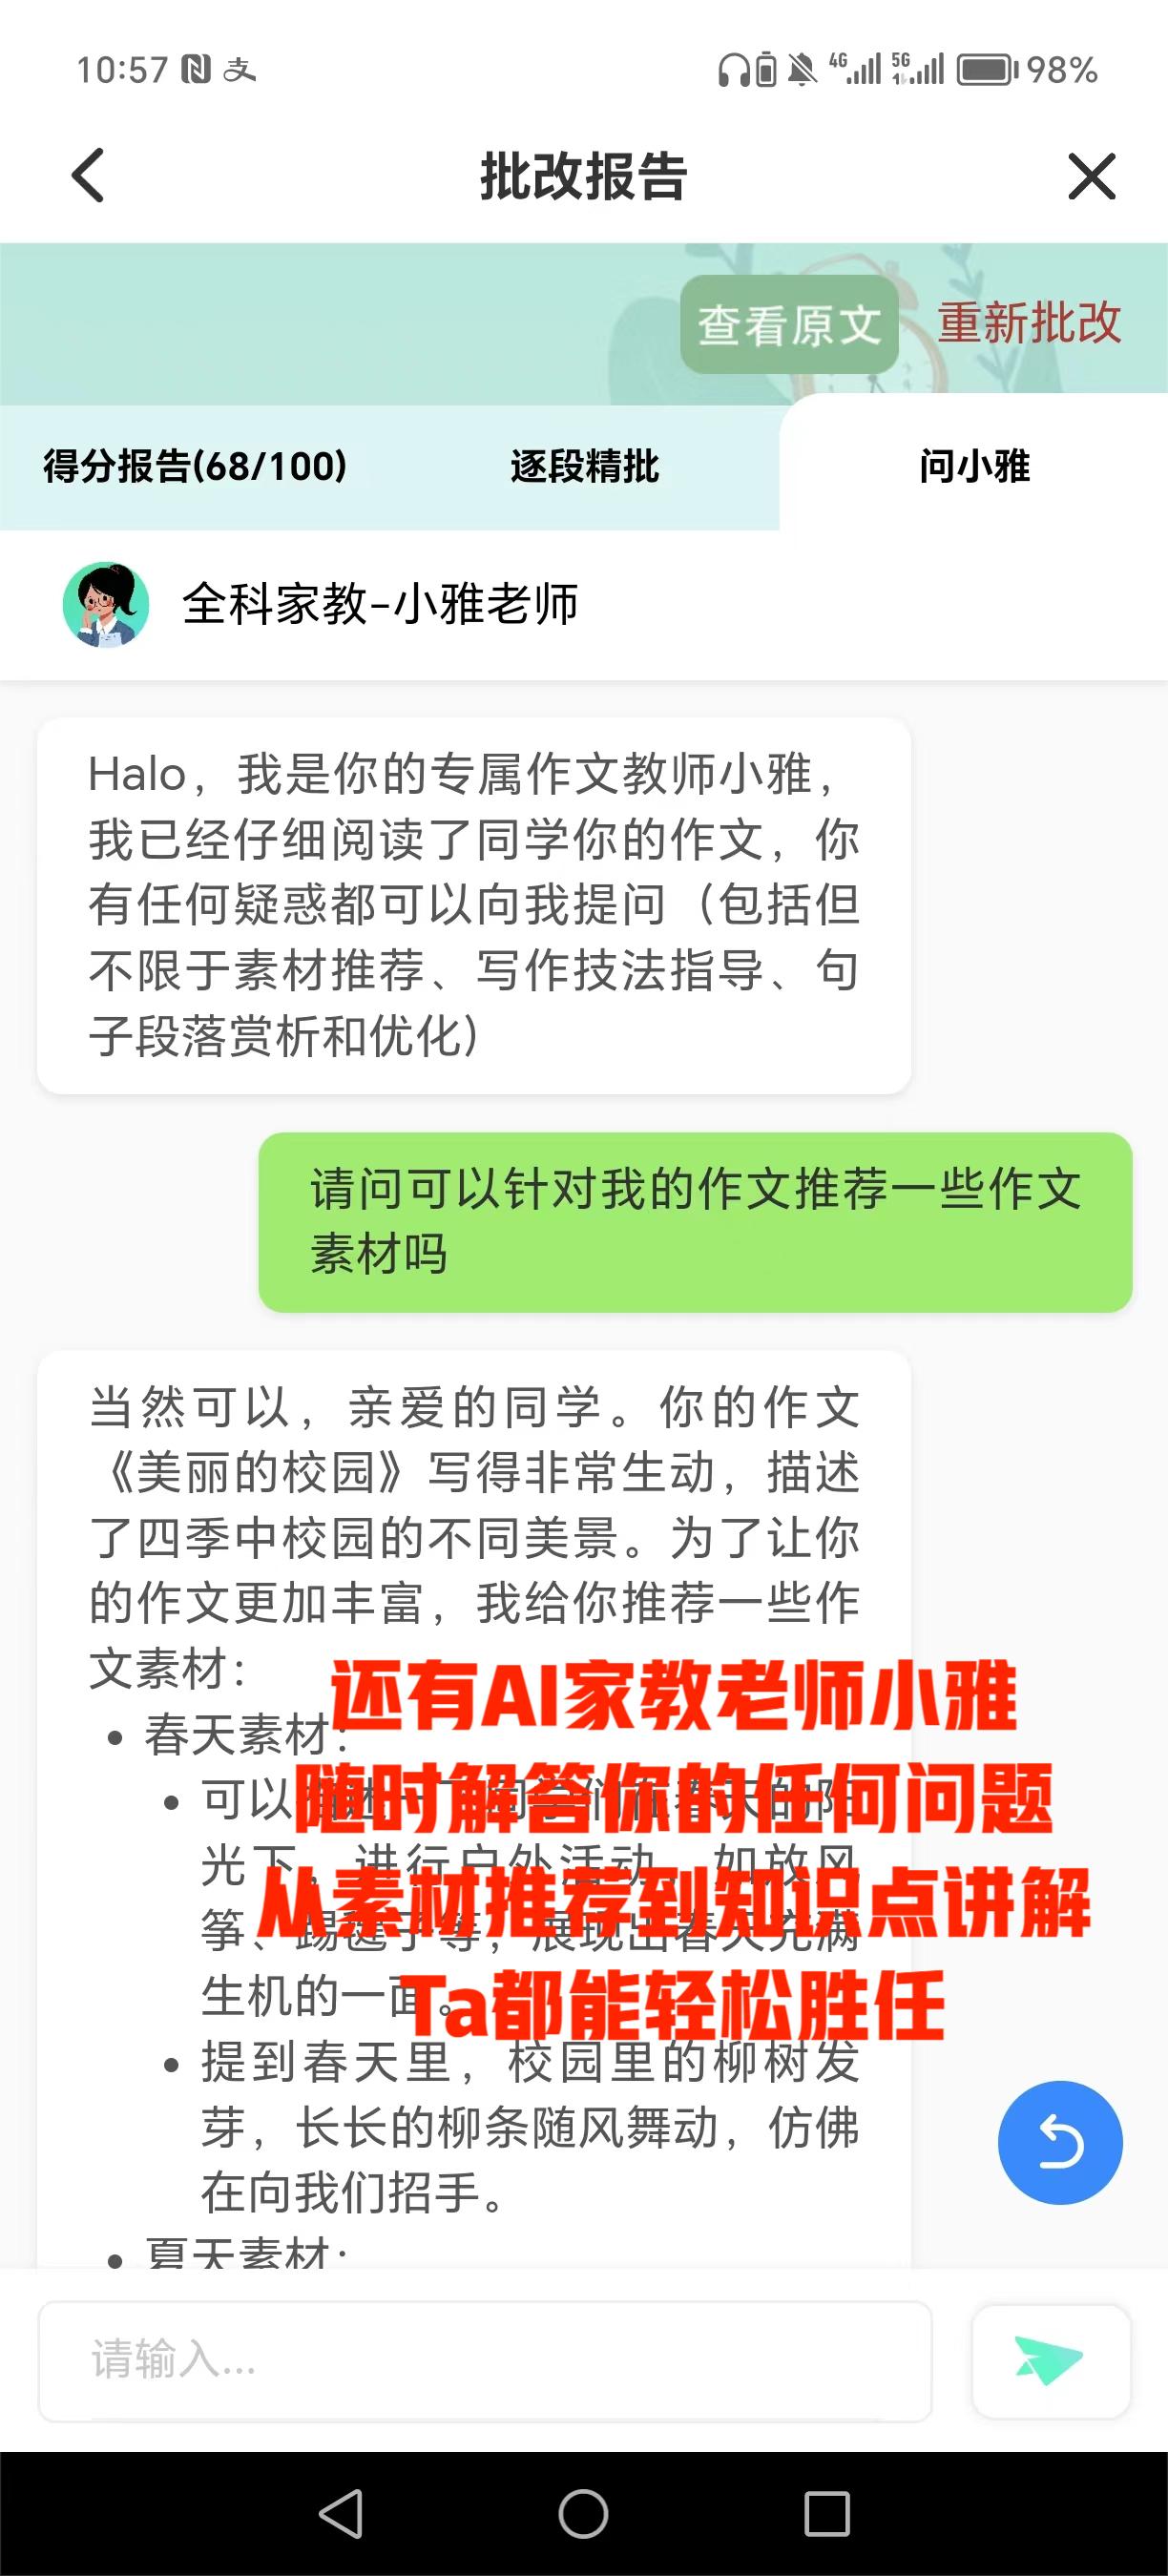 10:57
4G 5G 98%
批改报告
查看原文 重新批改
得分报告(68/100) 逐段精批 问小雅
全科家教-小雅老师
Halo，我是你的专属作文教师小雅，
我已经仔细阅读了同学你的作文，你
有任何疑惑都可以向我提问（包括但
不限于素材推荐、写作技法指导、句
子段落赏析和优化）
请问可以针对我的作文推荐一些作文
素材吗
当然可以，亲爱的同学。你的作文
《美丽的校园》写得非常生动，描述
了四季中校园的不同美景。为了让你
的作文更加丰富，我给你推荐一些作
文素材：
还有AI家教老师小雅
• 春天素材：
随时解答你的任何问题
• 可以
光下，进行户外活动，如放风
从素材推荐到知识点讲解
筝、踢毽子等，展现出春天充满
生机的一面。
Ta都能轻松胜任
• 提到春天里，校园里的柳树发
芽，长长的柳条随风舞动，仿佛
在向我们招手。
• 夏天素材：
请输入...